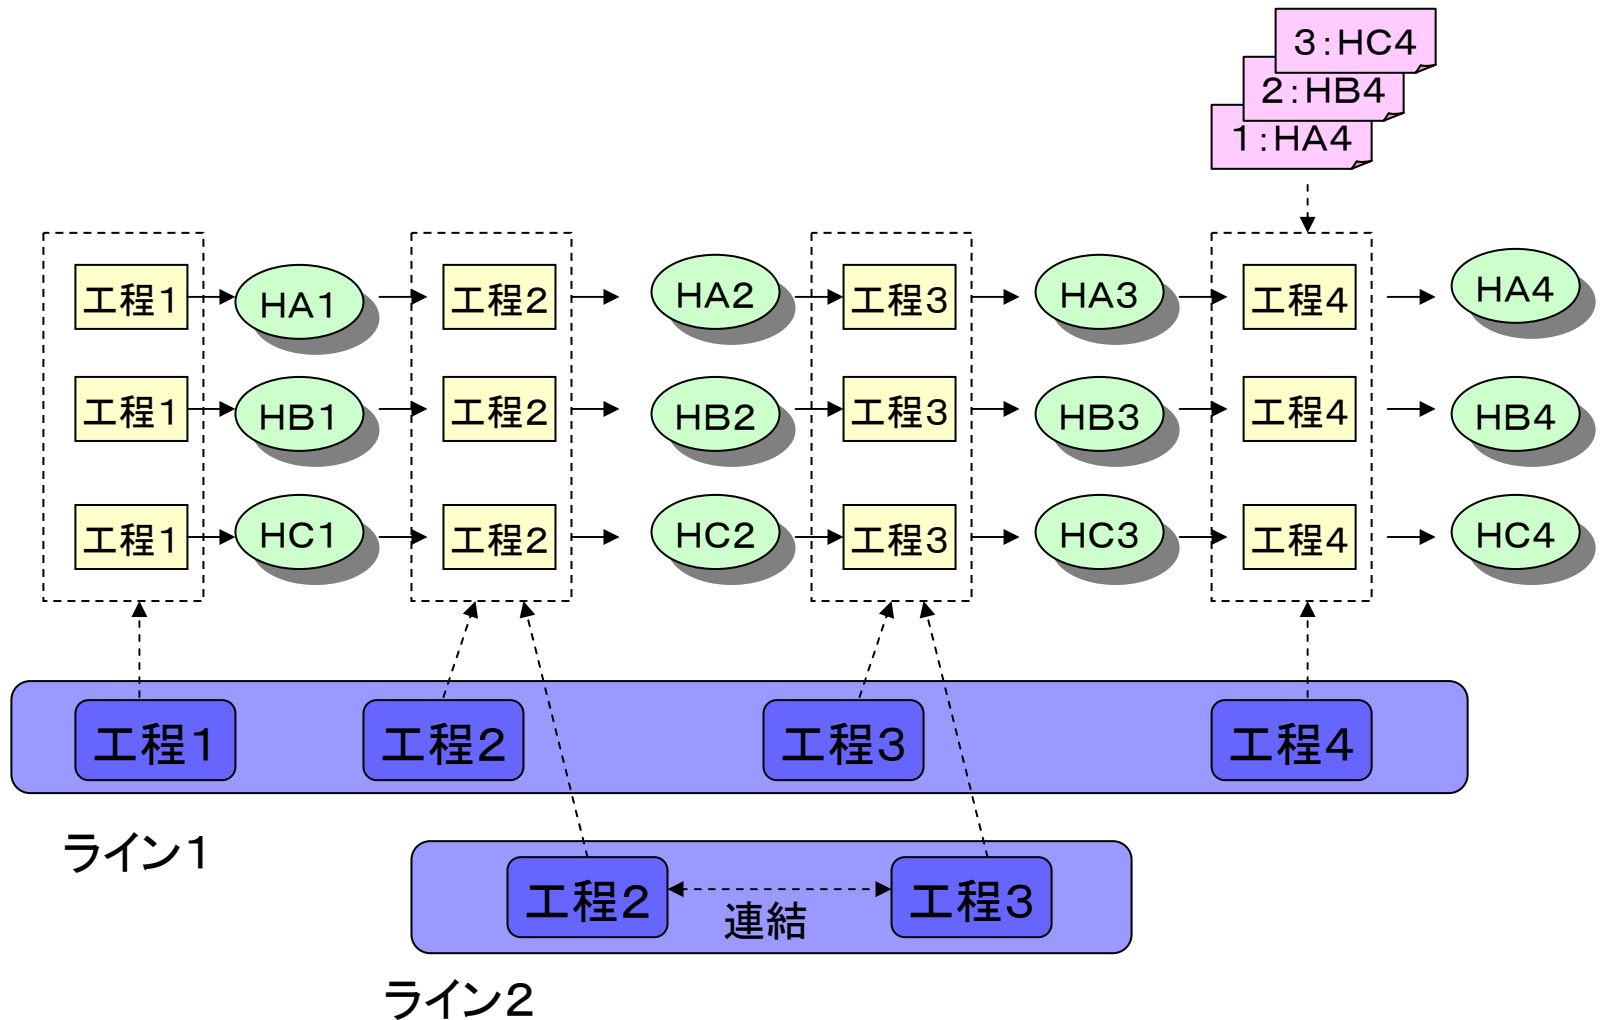 3:HC4
2:HB4
1:HA4
工程1 HA1 工程2 HA2 工程3 HA3 工程4 HA4
工程1 HB1 工程2 HB2 工程3 HB3 工程4 HB4
工程1 HC1 工程2 HC2 工程3 HC3 工程4 HC4
工程1 工程2 工程3 工程4
ライン1
工程2 連結 工程3
ライン2